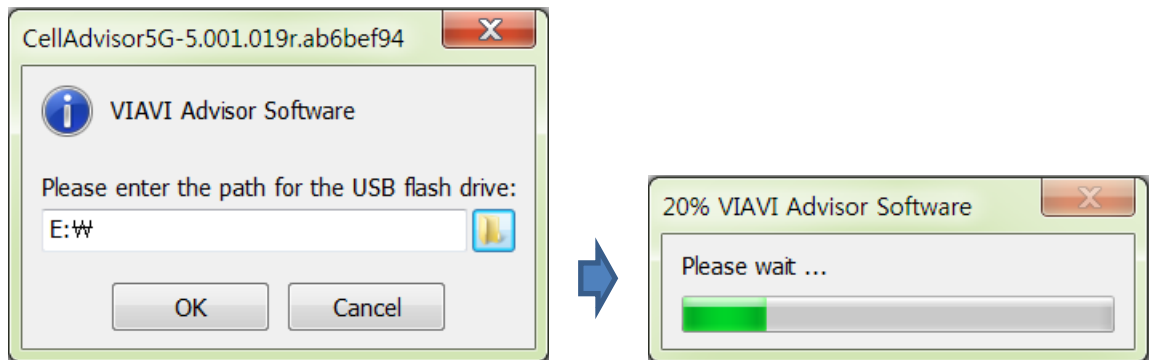 CellAdvisor5G-5.001.019r.ab6bef94
VIAVI Advisor Software
Please enter the path for the USB flash drive:
E:₩
OK
Cancel
20% VIAVI Advisor Software
Please wait ...